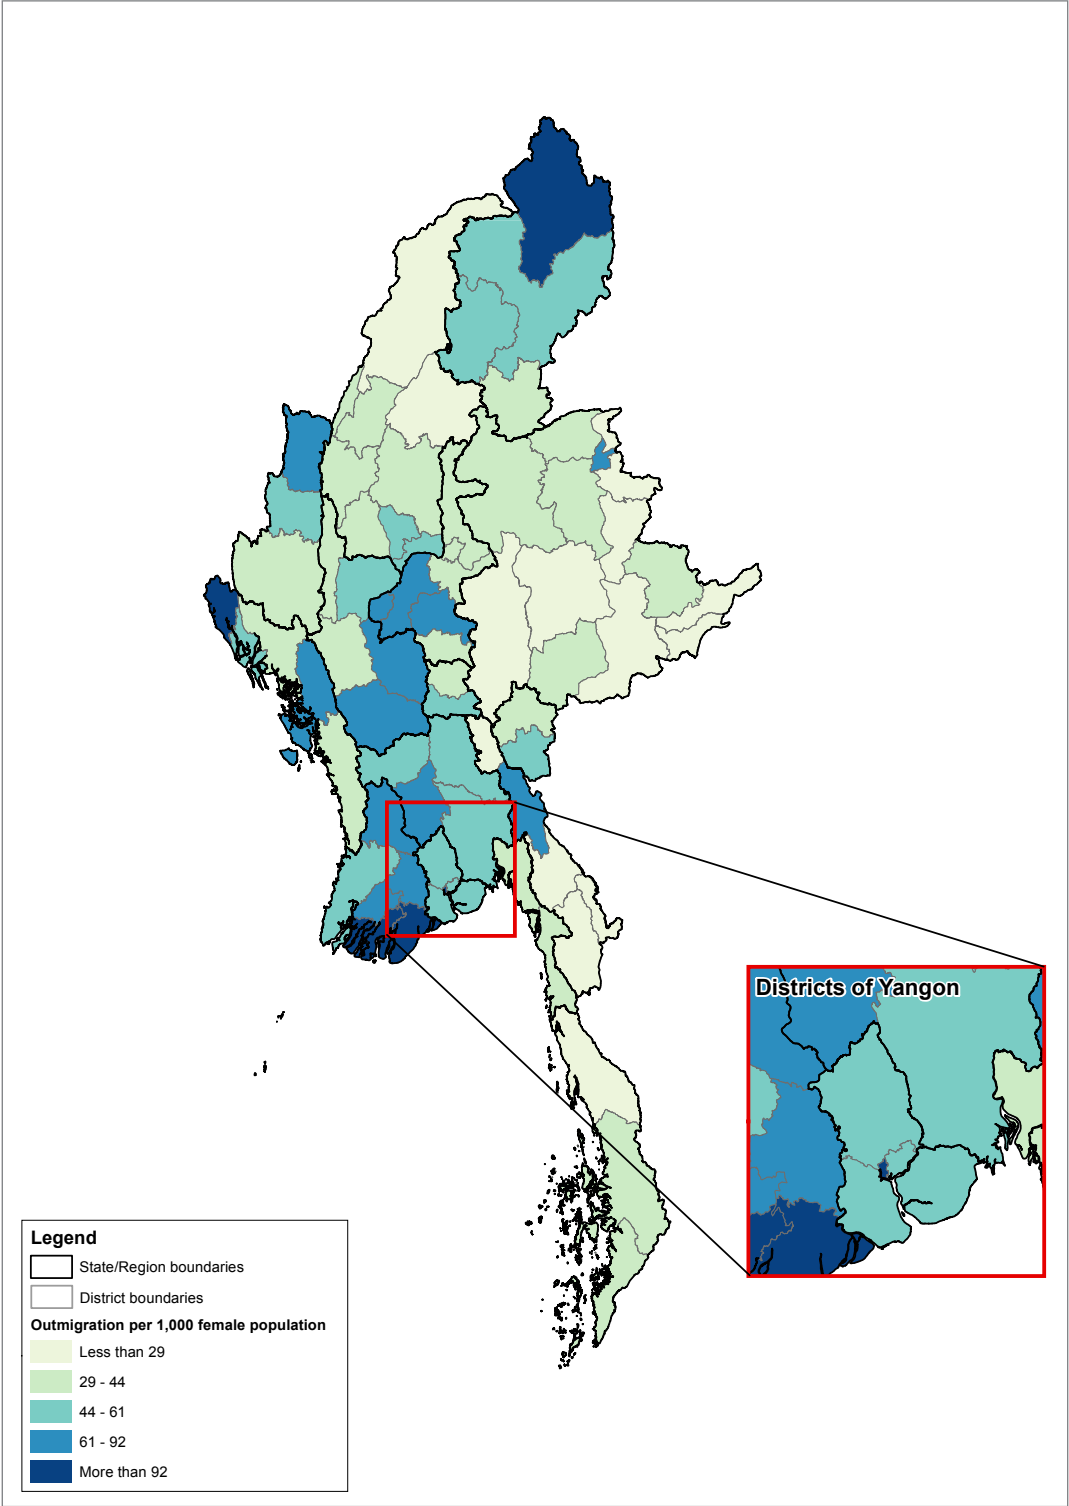 Districts of Yangon
Legend
State/Region boundaries
District boundaries
Outmigration per 1,000 female population
Less than 29
29 - 44
44 - 61
61 - 92
More than 92